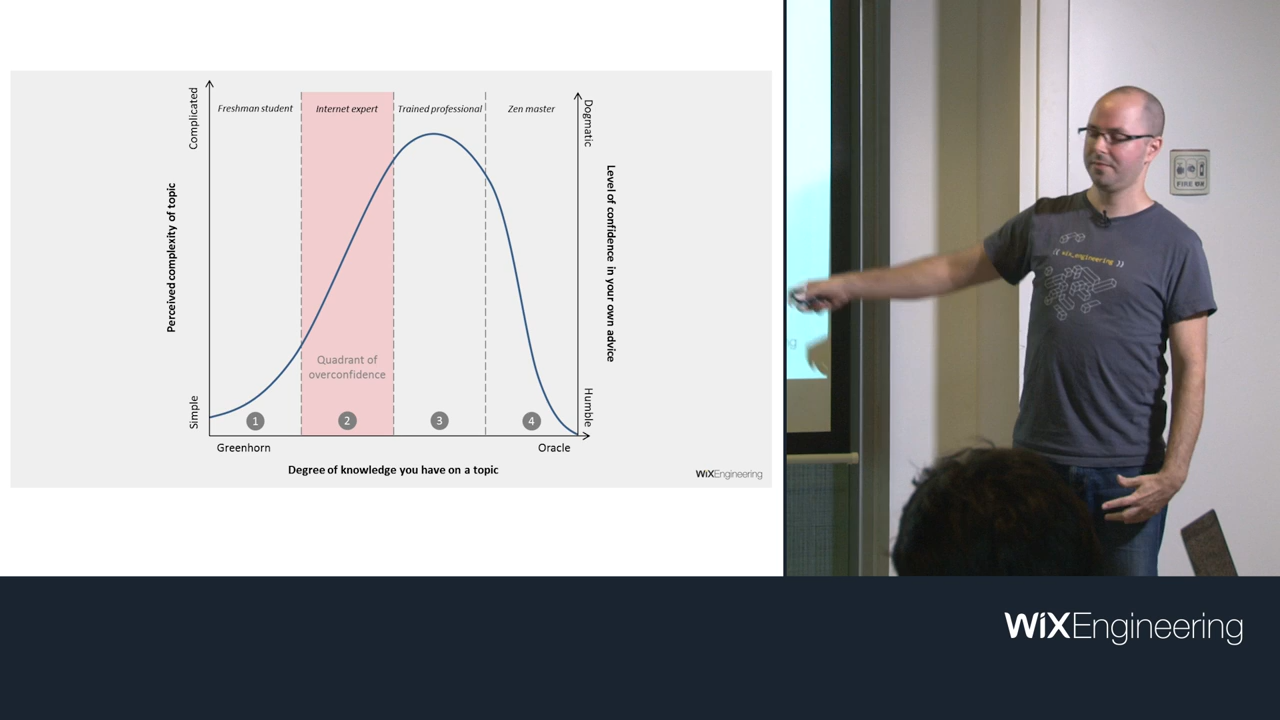 Complicated
Freshman student
Internet expert
Trained professional
Zen master
Dogmatic
Perceived complexity of topic
Level of confidence in your own advice
Quadrant of
overconfidence
Simple
1
2
3
4
Humble
Greenhorn
Oracle
Degree of knowledge you have on a topic
WiXEngineering
{{ wix_engineering }}
FIRE
WiXEngineering